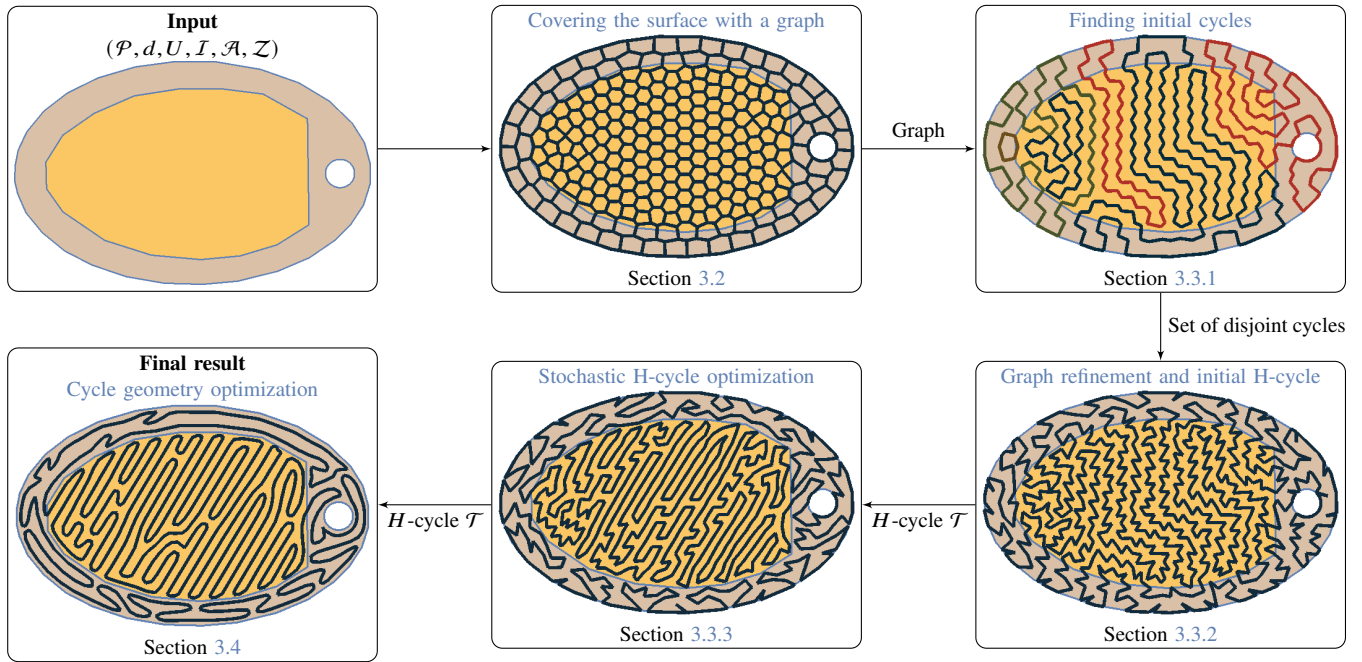 Input
(𝒫, d, U, ℐ, 𝒜, 𝒵)
Covering the surface with a graph
Section 3.2
Graph
Finding initial cycles
Section 3.3.1
Set of disjoint cycles
Final result
Cycle geometry optimization
Section 3.4
H-cycle 𝒯
Stochastic H-cycle optimization
Section 3.3.3
H-cycle 𝒯
Graph refinement and initial H-cycle
Section 3.3.2